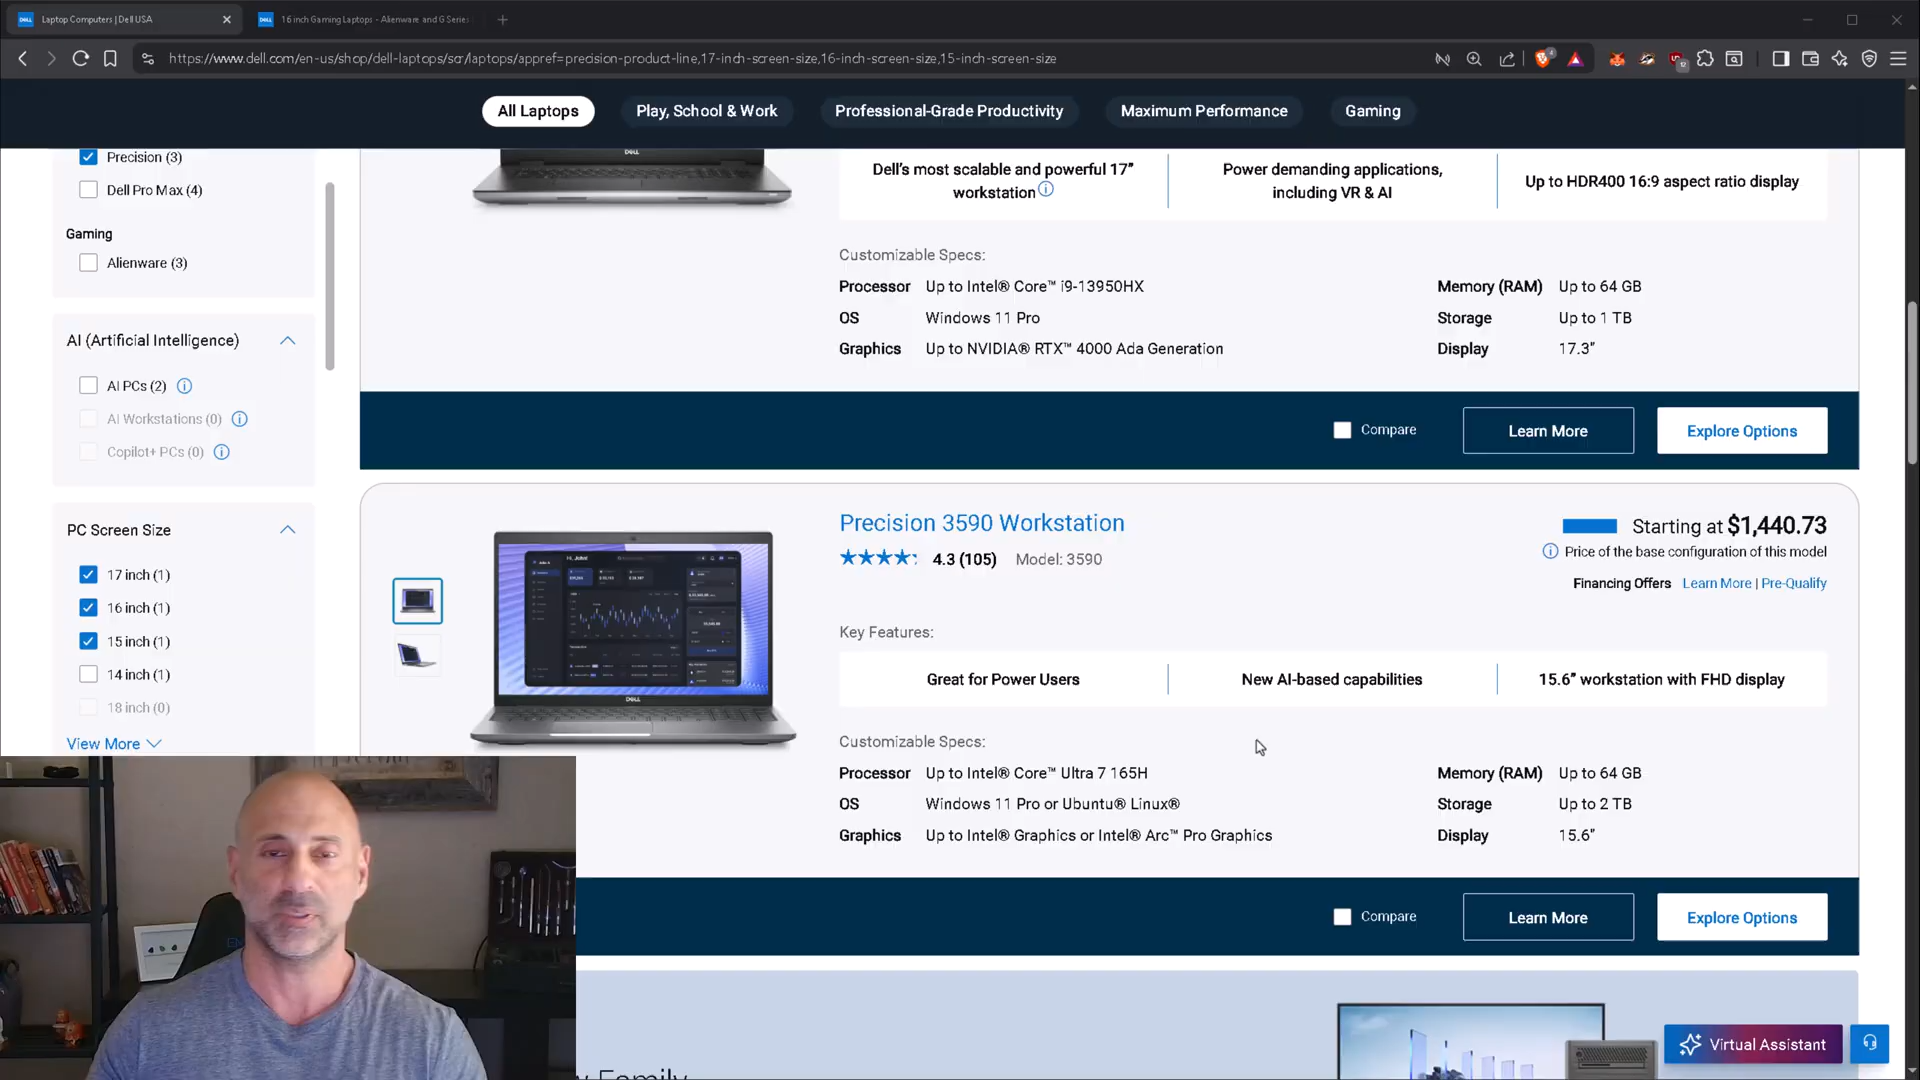 Laptop Computers | Dell USA
16 inch Gaming Laptops - Alienware and G Series
https://www.dell.com/en-us/shop/dell-laptops/scr/laptops/appref=precision-product-line,17-inch-screen-size,16-inch-screen-size,15-inch-screen-size
All Laptops
Play, School & Work
Professional-Grade Productivity
Maximum Performance
Gaming
Precision (3)
Dell Pro Max (4)
Gaming
Alienware (3)
AI (Artificial Intelligence)
AI PCs (2)
AI Workstations (0)
Copilot+ PCs (0)
PC Screen Size
17 inch (1)
16 inch (1)
15 inch (1)
14 inch (1)
18 inch (0)
View More
DELL
Dell's most scalable and powerful 17"
workstation
Power demanding applications,
including VR & AI
Up to HDR400 16:9 aspect ratio display
Customizable Specs:
Processor Up to Intel® Core™ i9-13950HX
OS Windows 11 Pro
Graphics Up to NVIDIA® RTX™ 4000 Ada Generation
Memory (RAM) Up to 64 GB
Storage Up to 1 TB
Display 17.3"
Compare
Learn More
Explore Options
Precision 3590 Workstation
4.3 (105) Model: 3590
Starting at $1,440.73
Price of the base configuration of this model
Financing Offers Learn More | Pre-Qualify
DELL
Key Features:
Great for Power Users
New AI-based capabilities
15.6" workstation with FHD display
Customizable Specs:
Processor Up to Intel® Core™ Ultra 7 165H
OS Windows 11 Pro or Ubuntu® Linux®
Graphics Up to Intel® Graphics or Intel® Arc™ Pro Graphics
Memory (RAM) Up to 64 GB
Storage Up to 2 TB
Display 15.6"
Compare
Learn More
Explore Options
Family
Virtual Assistant